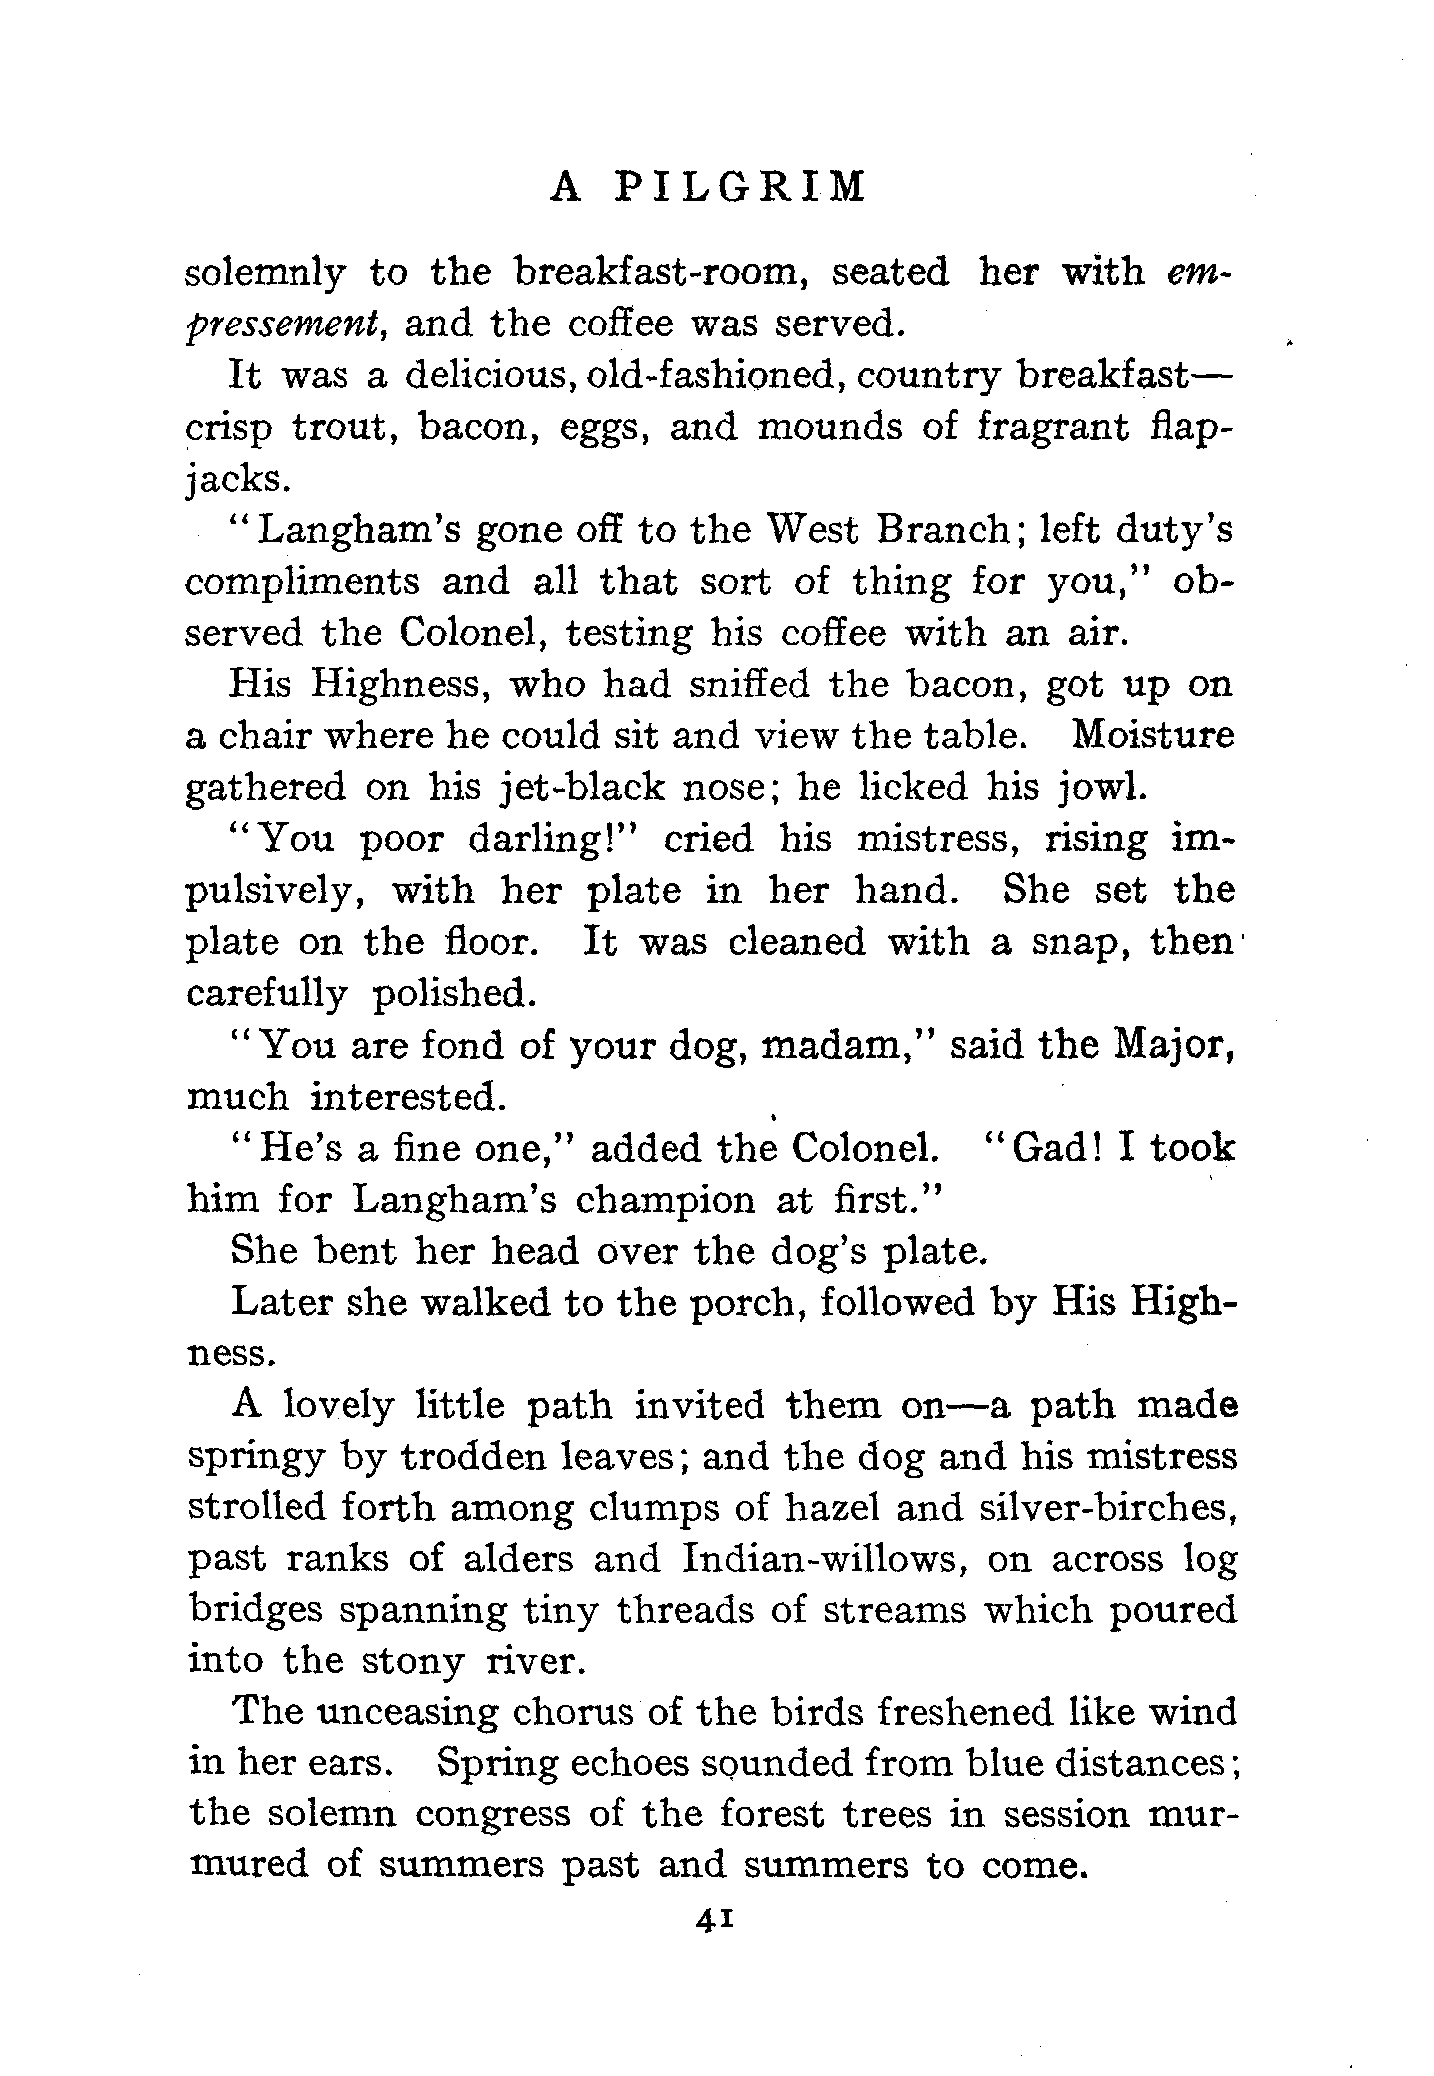 A PILGRIM
solemnly to the breakfast-room, seated her with em-
pressement, and the coffee was served.
It was a delicious, old-fashioned, country breakfast—
crisp trout, bacon, eggs, and mounds of fragrant flap-
jacks.
"Langham's gone off to the West Branch; left duty's
compliments and all that sort of thing for you," ob-
served the Colonel, testing his coffee with an air.
His Highness, who had sniffed the bacon, got up on
a chair where he could sit and view the table. Moisture
gathered on his jet-black nose; he licked his jowl.
"You poor darling!" cried his mistress, rising im-
pulsively, with her plate in her hand. She set the
plate on the floor. It was cleaned with a snap, then
carefully polished.
"You are fond of your dog, madam," said the Major,
much interested.
"He's a fine one," added the Colonel. "Gad! I took
him for Langham's champion at first."
She bent her head over the dog's plate.
Later she walked to the porch, followed by His High-
ness.
A lovely little path invited them on—a path made
springy by trodden leaves; and the dog and his mistress
strolled forth among clumps of hazel and silver-birches,
past ranks of alders and Indian-willows, on across log
bridges spanning tiny threads of streams which poured
into the stony river.
The unceasing chorus of the birds freshened like wind
in her ears. Spring echoes sounded from blue distances;
the solemn congress of the forest trees in session mur-
mured of summers past and summers to come.
41